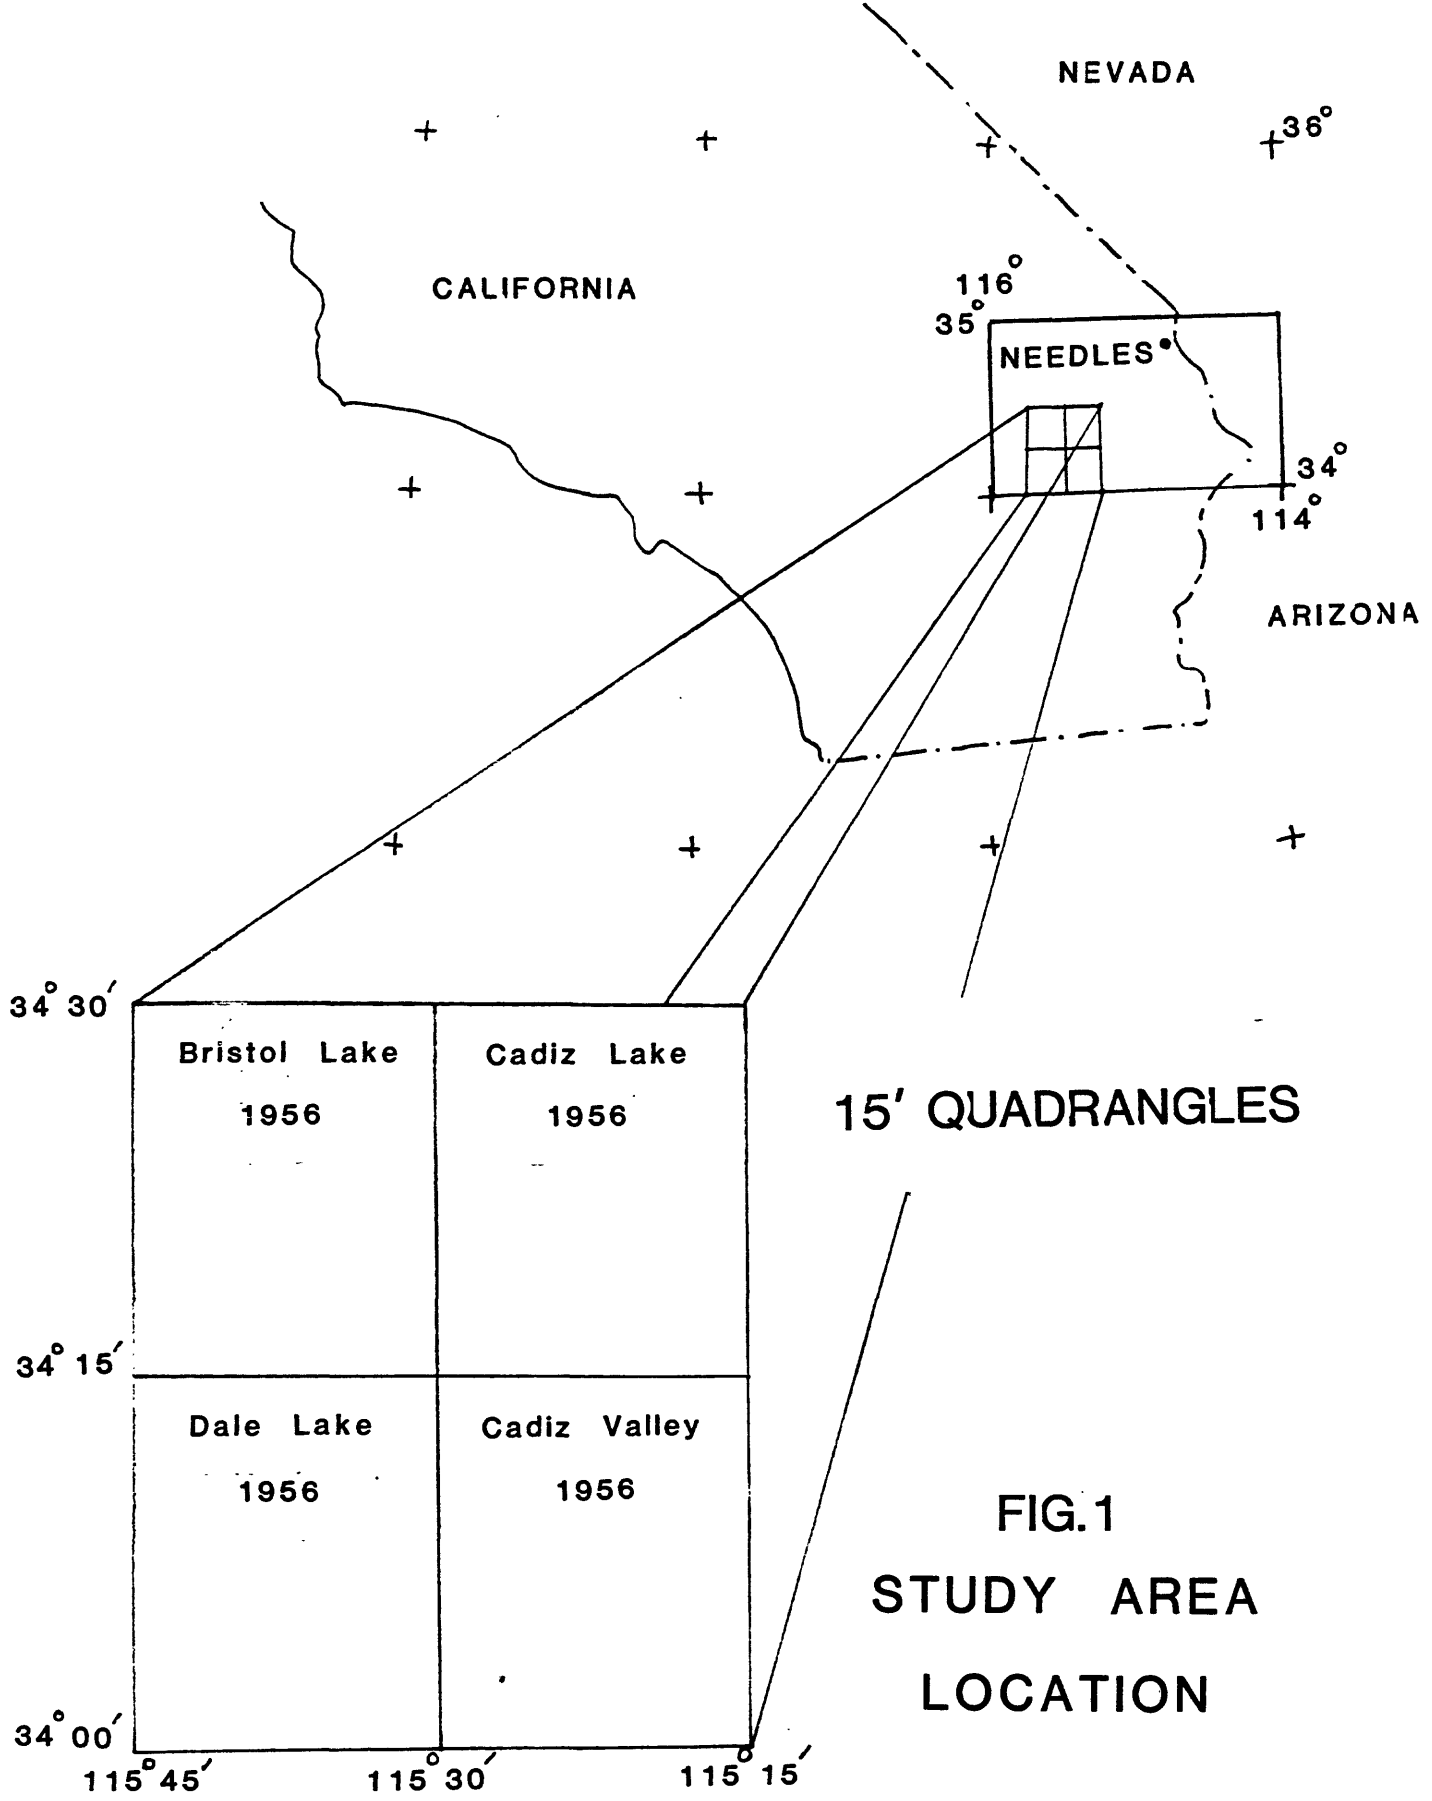 NEVADA
36°
CALIFORNIA
116°
35°
NEEDLES
34°
114°
ARIZONA
34° 30′
Bristol Lake
1956
Cadiz Lake
1956
15′ QUADRANGLES
34° 15′
Dale Lake
1956
Cadiz Valley
1956
34° 00′
115° 45′
115° 30′
115° 15′
FIG.1
STUDY AREA
LOCATION